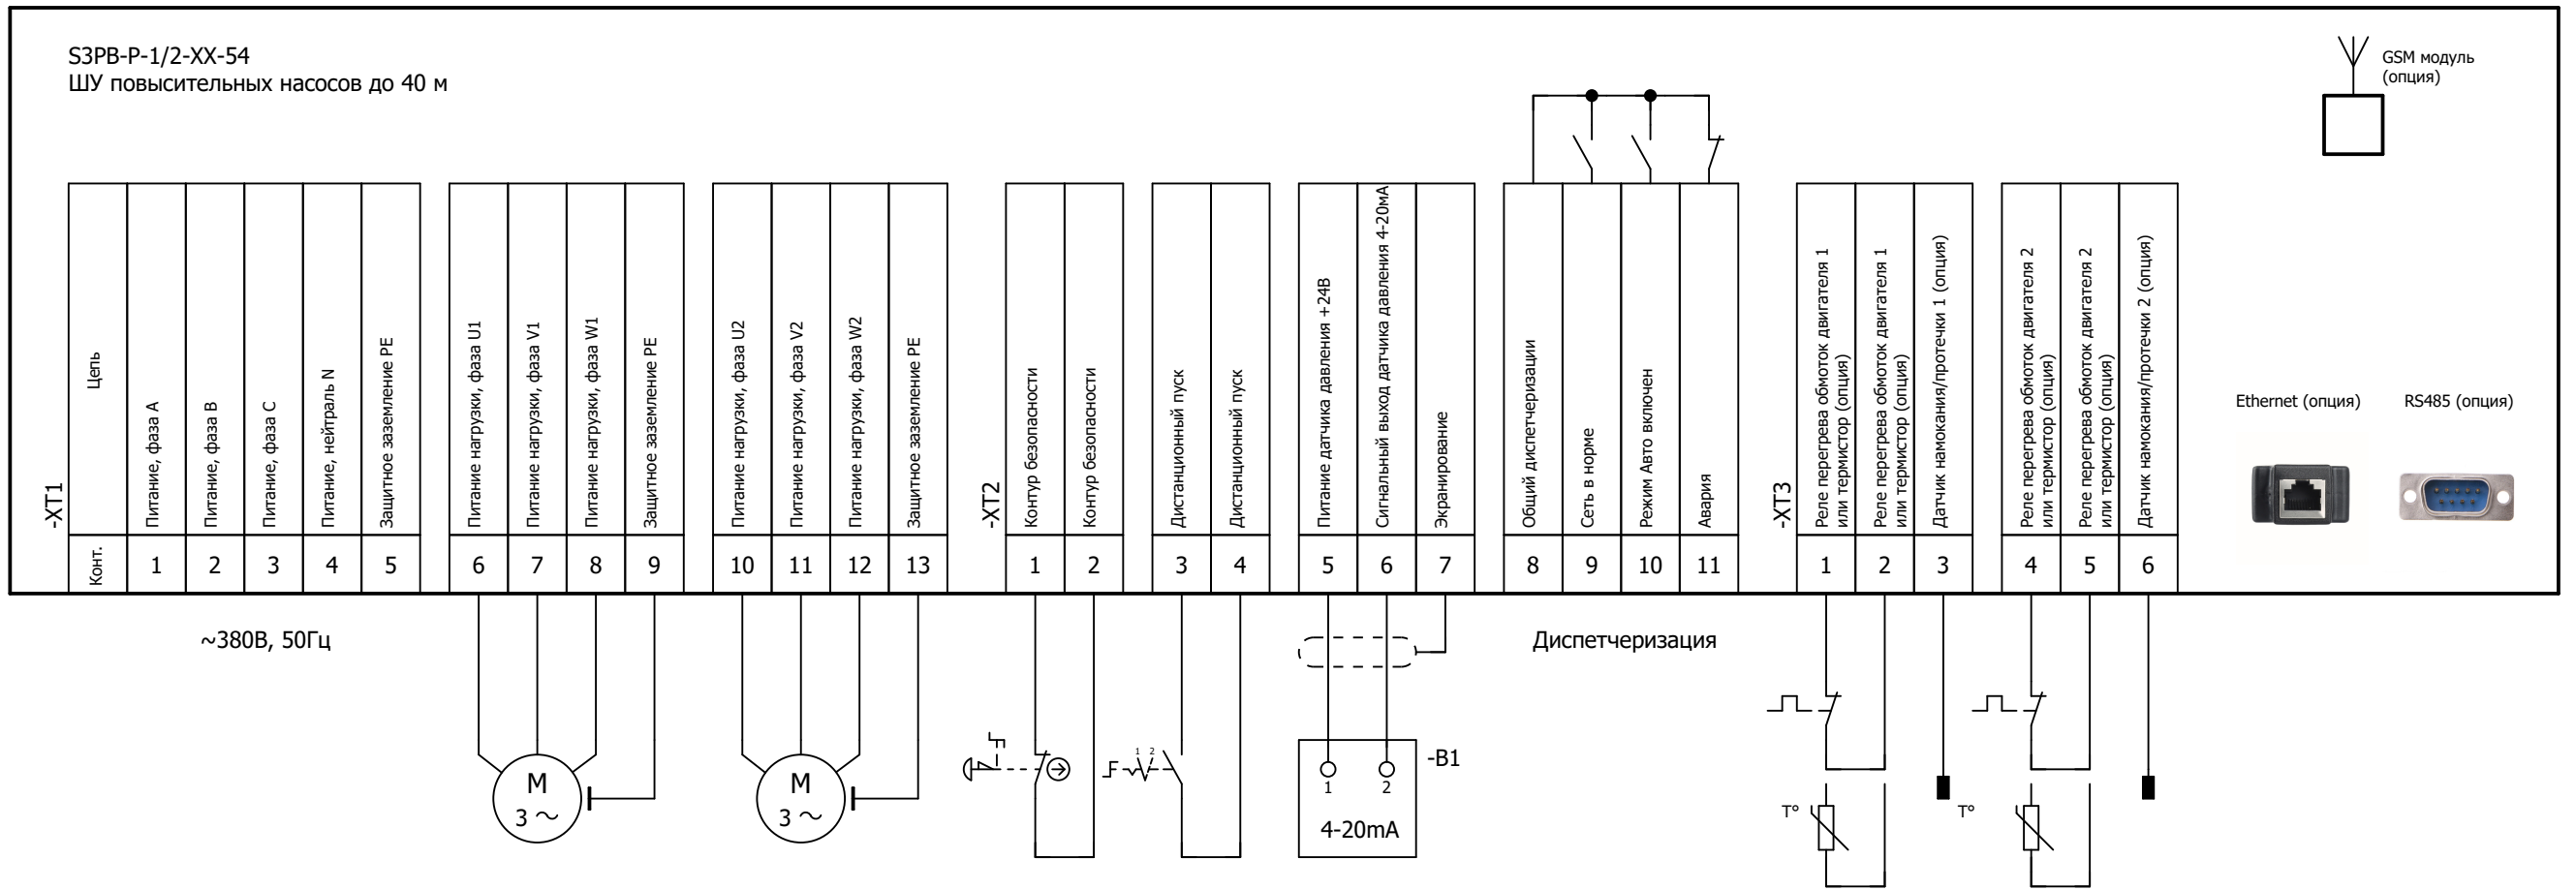 S3PB-P-1/2-XX-54
ШУ повысительных насосов до 40 м
GSM модуль
(опция)
-XT1
Цепь
Питание, фаза A
Питание, фаза B
Питание, фаза C
Питание, нейтраль N
Защитное заземление PE
Питание нагрузки, фаза U1
Питание нагрузки, фаза V1
Питание нагрузки, фаза W1
Защитное заземление PE
Питание нагрузки, фаза U2
Питание нагрузки, фаза V2
Питание нагрузки, фаза W2
Защитное заземление PE
-XT2
Контур безопасности
Контур безопасности
Дистанционный пуск
Дистанционный пуск
Питание датчика давления +24В
Сигнальный выход датчика давления 4-20мА
Экранирование
Общий диспетчеризации
Сеть в норме
Режим Авто включен
Авария
-XT3
Реле перегрева обмоток двигателя 1
или термистор (опция)
Реле перегрева обмоток двигателя 1
или термистор (опция)
Датчик намокания/протечки 1 (опция)
Реле перегрева обмоток двигателя 2
или термистор (опция)
Реле перегрева обмоток двигателя 2
или термистор (опция)
Датчик намокания/протечки 2 (опция)
Ethernet (опция)
RS485 (опция)
Конт.
1 2 3 4 5 6 7 8 9 10 11 12 13
1 2 3 4 5 6 7 8 9 10 11
1 2 3 4 5 6
~380В, 50Гц
Диспетчеризация
M
3 ~
M
3 ~
1 2
-B1
1 2
4-20mA
T°
T°